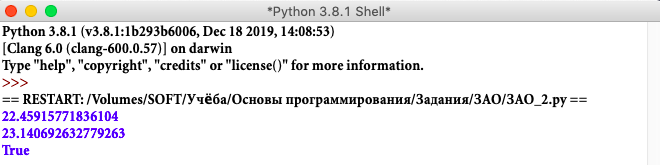 *Python 3.8.1 Shell*
Python 3.8.1 (v3.8.1:1b293b6006, Dec 18 2019, 14:08:53)
[Clang 6.0 (clang-600.0.57)] on darwin
Type "help", "copyright", "credits" or "license()" for more information.
>>>
== RESTART: /Volumes/SOFT/Учёба/Основы программирования/Задания/ЗАО/ЗАО_2.py ==
22.45915771836104
23.140692632779263
True